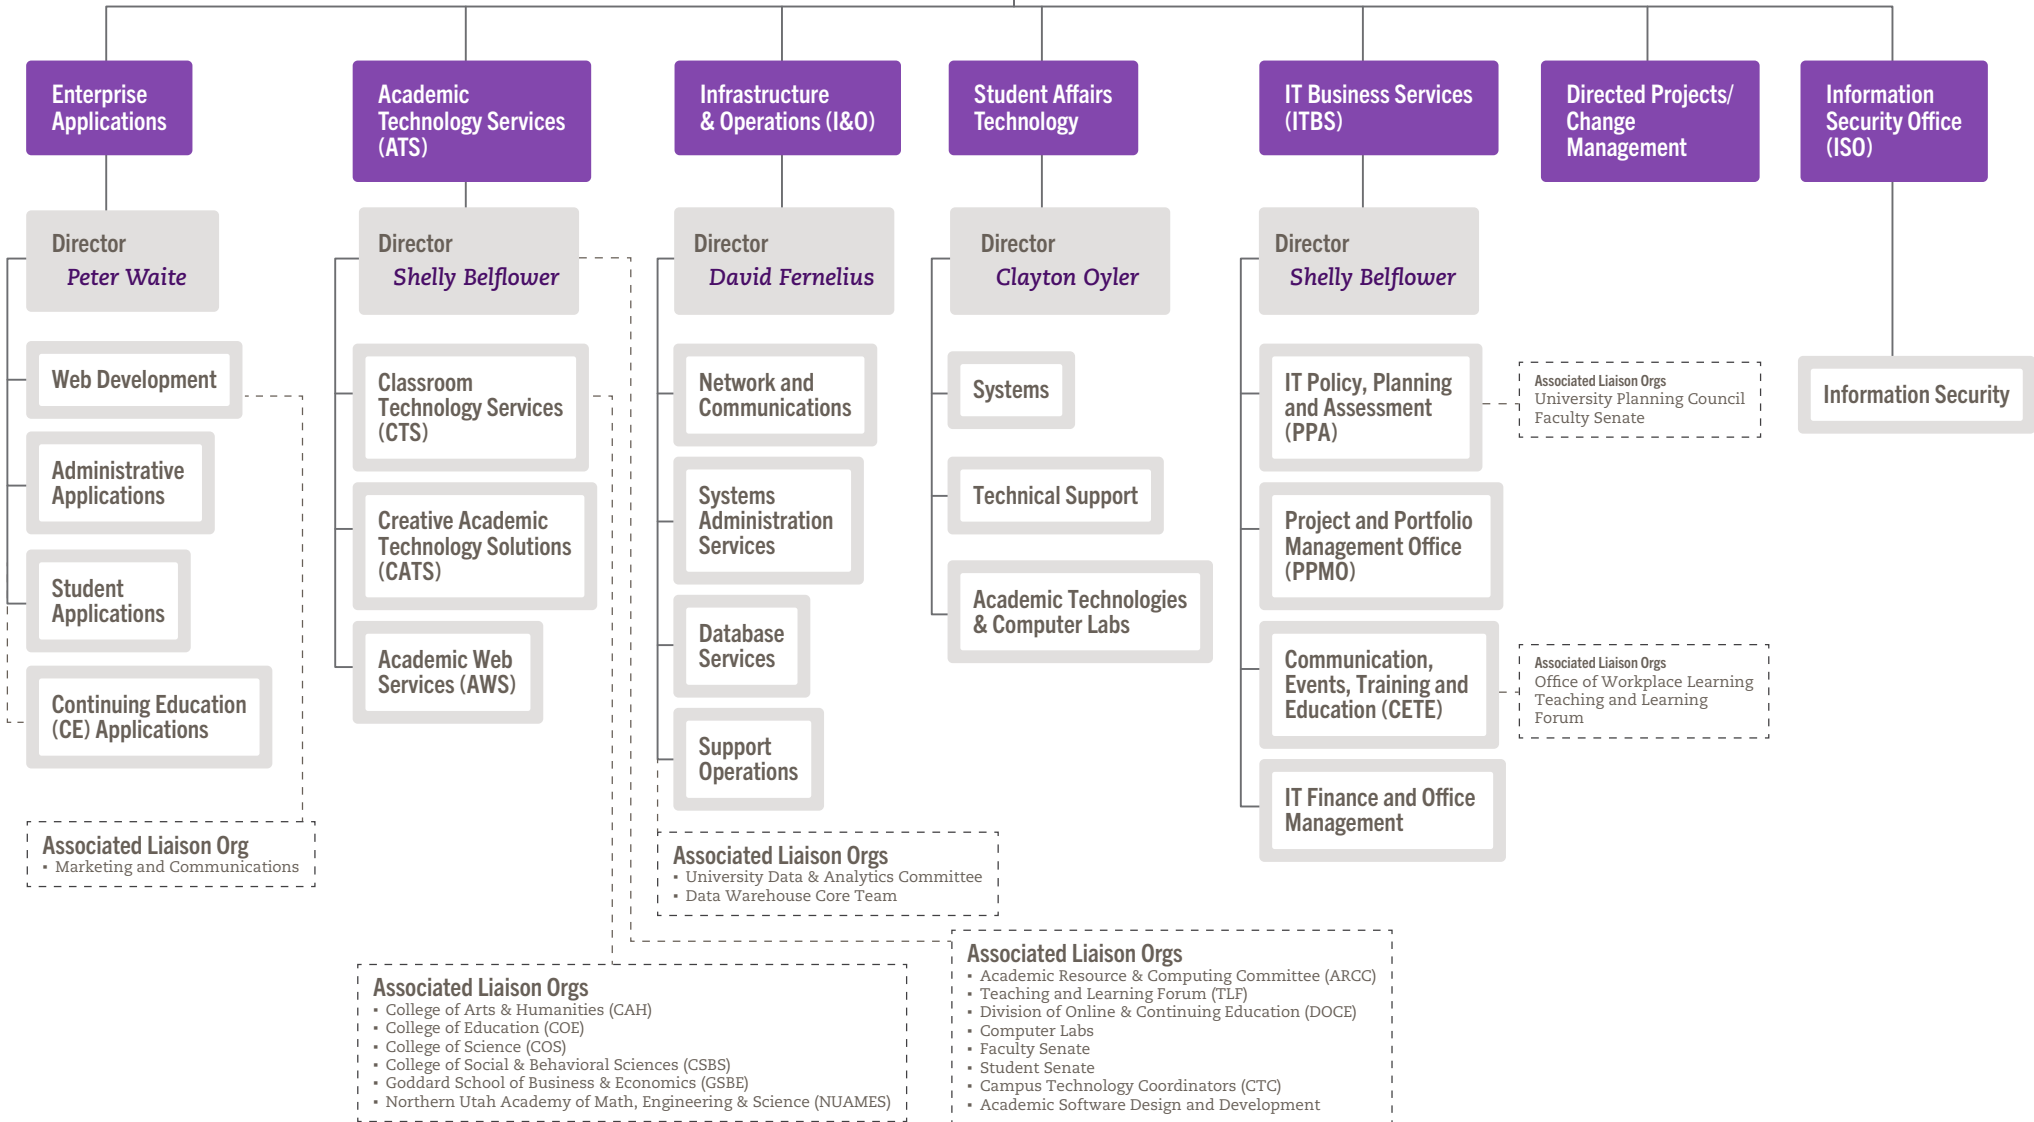 Enterprise
Applications
Director
Peter Waite
Web Development
Administrative
Applications
Student
Applications
Continuing Education
(CE) Applications
Associated Liaison Org
▪ Marketing and Communications
Academic
Technology Services
(ATS)
Director
Shelly Belflower
Classroom
Technology Services
(CTS)
Creative Academic
Technology Solutions
(CATS)
Academic Web
Services (AWS)
Associated Liaison Orgs
▪ College of Arts & Humanities (CAH)
▪ College of Education (COE)
▪ College of Science (COS)
▪ College of Social & Behavioral Sciences (CSBS)
▪ Goddard School of Business & Economics (GSBE)
▪ Northern Utah Academy of Math, Engineering & Science (NUAMES)
Infrastructure
& Operations (I&O)
Director
David Fernelius
Network and
Communications
Systems
Administration
Services
Database
Services
Support
Operations
Associated Liaison Orgs
▪ University Data & Analytics Committee
▪ Data Warehouse Core Team
Student Affairs
Technology
Director
Clayton Oyler
Systems
Technical Support
Academic Technologies
& Computer Labs
Associated Liaison Orgs
▪ Academic Resource & Computing Committee (ARCC)
▪ Teaching and Learning Forum (TLF)
▪ Division of Online & Continuing Education (DOCE)
▪ Computer Labs
▪ Faculty Senate
▪ Student Senate
▪ Campus Technology Coordinators (CTC)
▪ Academic Software Design and Development
IT Business Services
(ITBS)
Director
Shelly Belflower
IT Policy, Planning
and Assessment
(PPA)
Associated Liaison Orgs
University Planning Council
Faculty Senate
Project and Portfolio
Management Office
(PPMO)
Communication,
Events, Training and
Education (CETE)
Associated Liaison Orgs
Office of Workplace Learning
Teaching and Learning
Forum
IT Finance and Office
Management
Directed Projects/
Change
Management
Information
Security Office
(ISO)
Information Security